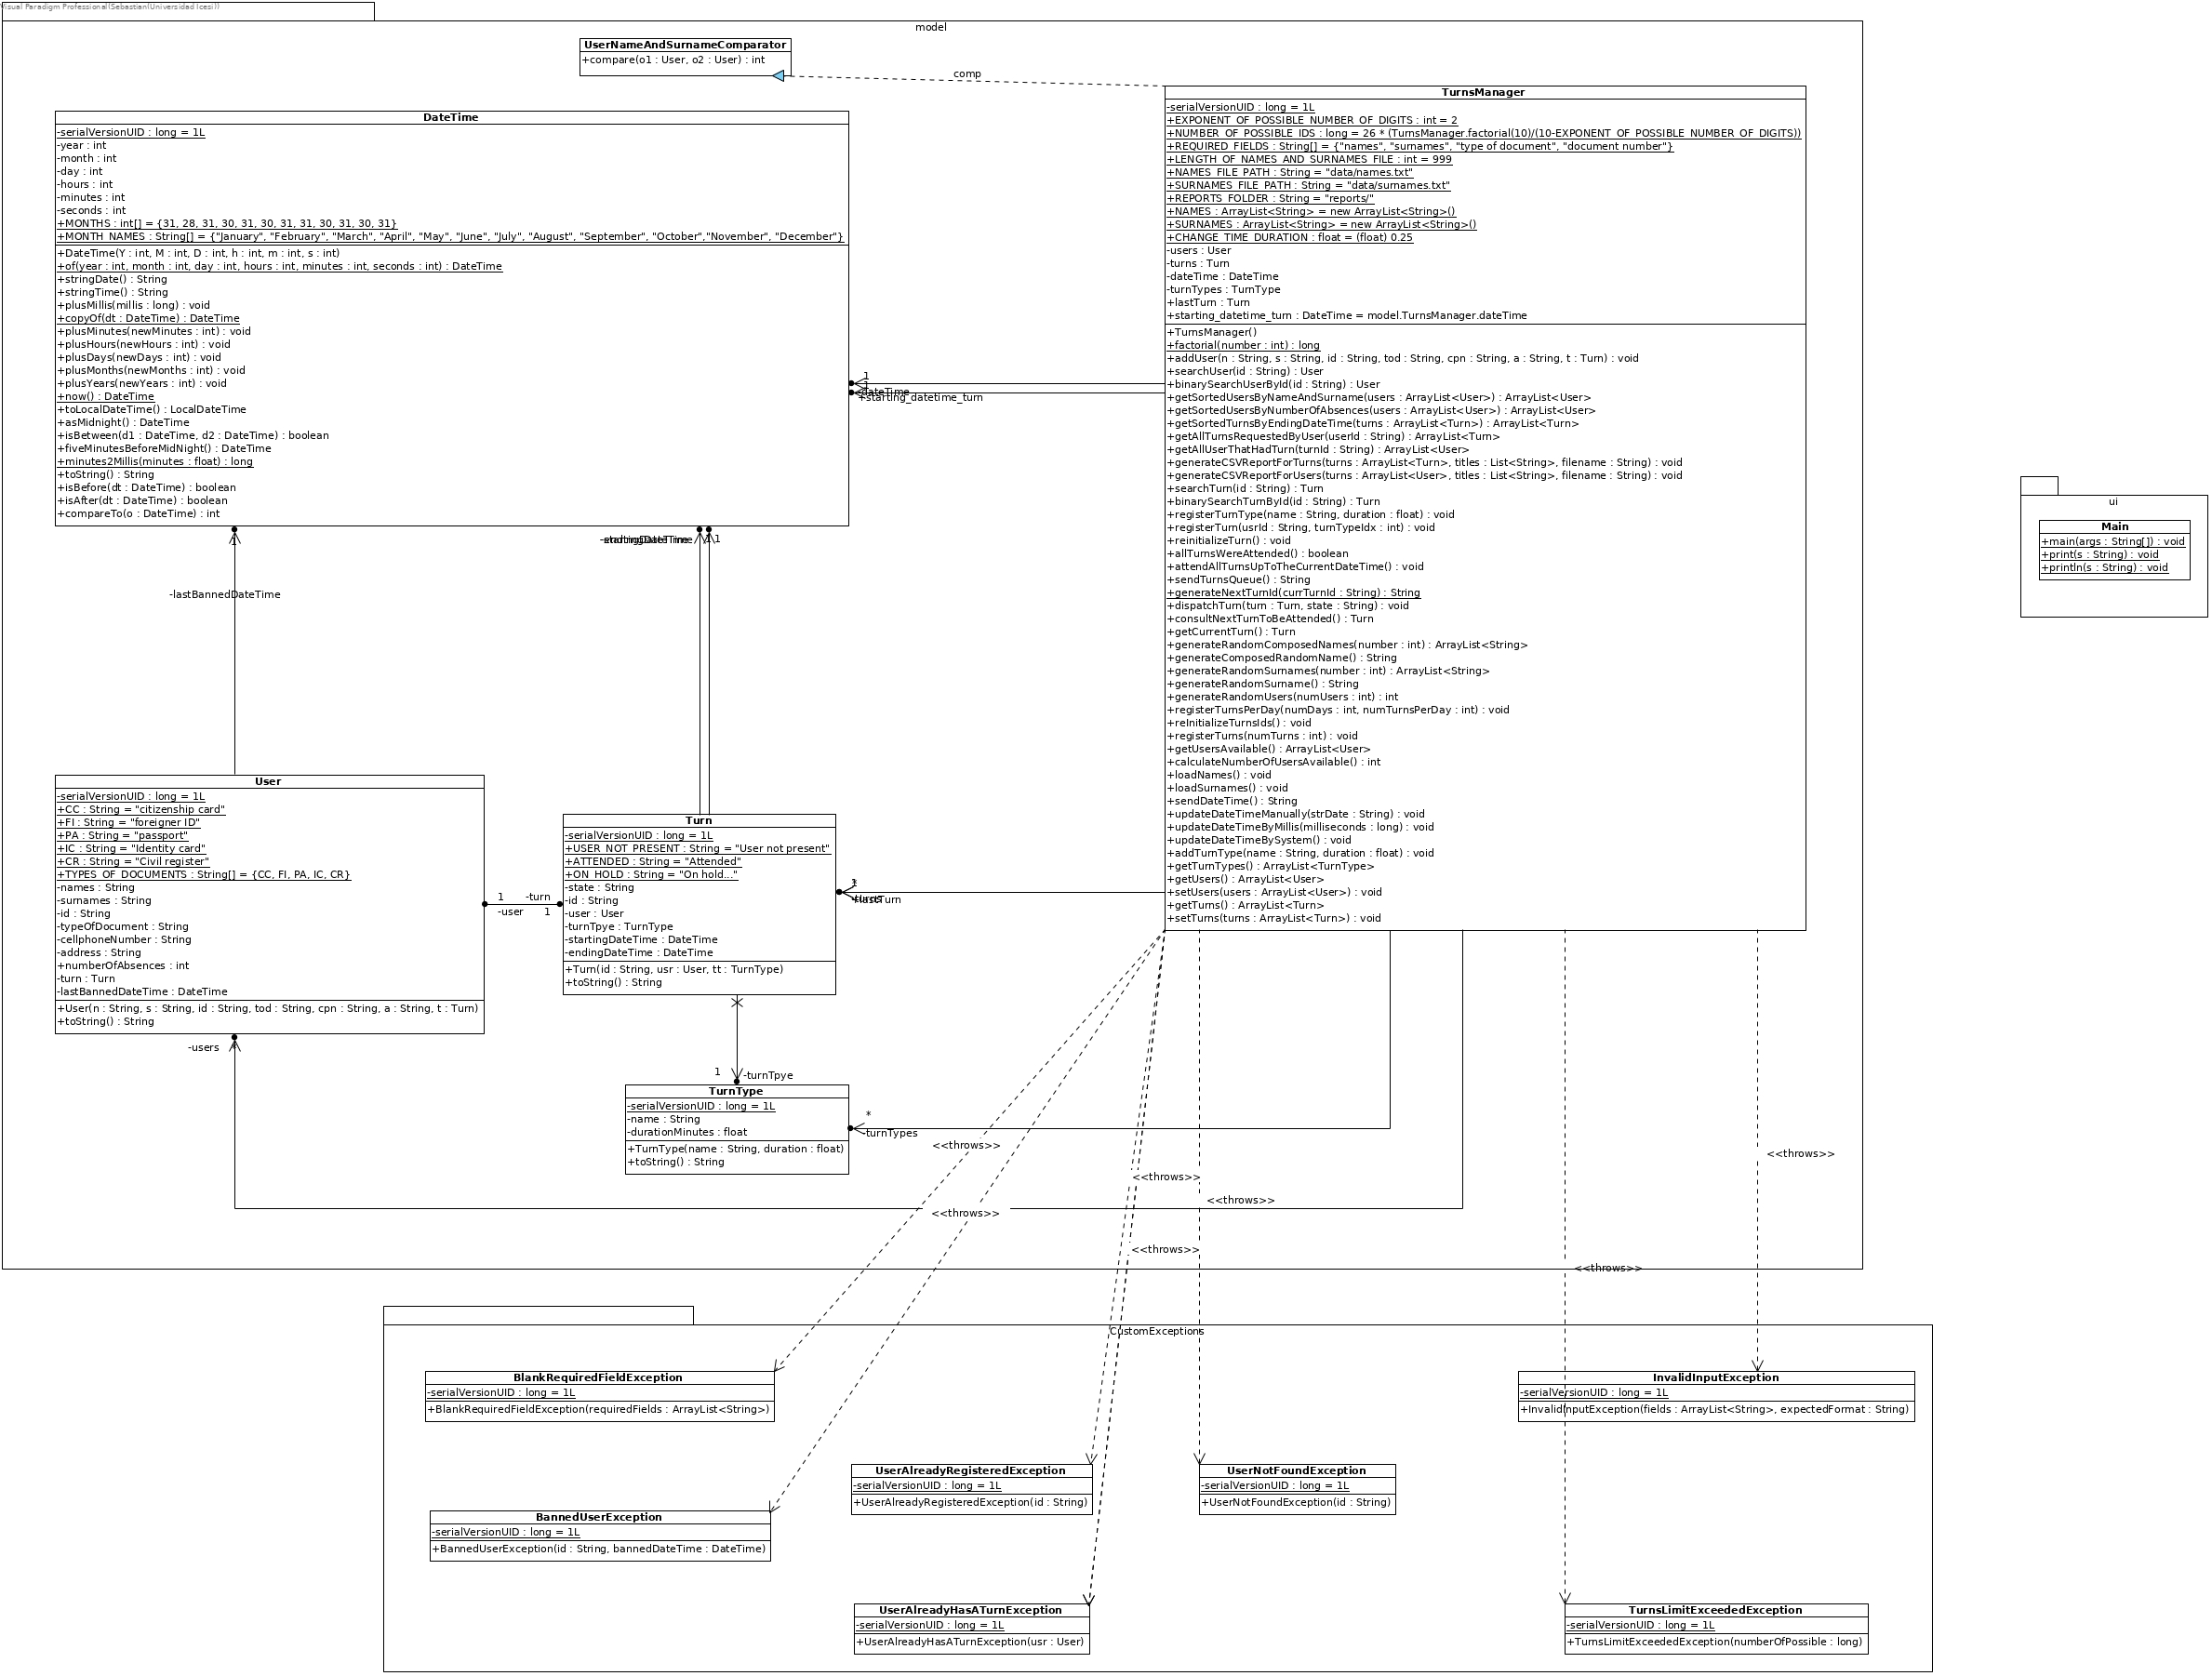 Visual Paradigm Professional(Sebastian(Universidad Icesi))
model
UserNameAndSurnameComparator
+compare(o1 : User, o2 : User) : int
comp
DateTime
-serialVersionUID : long = 1L
-year : int
-month : int
-day : int
-hours : int
-minutes : int
-seconds : int
+MONTHS : int[] = {31, 28, 31, 30, 31, 30, 31, 31, 30, 31, 30, 31}
+MONTH_NAMES : String[] = {"January", "February", "March", "April", "May", "June", "July", "August", "September", "October","November", "December"}
+DateTime(Y : int, M : int, D : int, h : int, m : int, s : int)
+of(year : int, month : int, day : int, hours : int, minutes : int, seconds : int) : DateTime
+stringDate() : String
+stringTime() : String
+plusMillis(millis : long) : void
+copyOf(dt : DateTime) : DateTime
+plusMinutes(newMinutes : int) : void
+plusHours(newHours : int) : void
+plusDays(newDays : int) : void
+plusMonths(newMonths : int) : void
+plusYears(newYears : int) : void
+now() : DateTime
+toLocalDateTime() : LocalDateTime
+asMidnight() : DateTime
+isBetween(d1 : DateTime, d2 : DateTime) : boolean
+fiveMinutesBeforeMidNight() : DateTime
+minutes2Millis(minutes : float) : long
+toString() : String
+isBefore(dt : DateTime) : boolean
+isAfter(dt : DateTime) : boolean
+compareTo(o : DateTime) : int
TurnsManager
-serialVersionUID : long = 1L
+EXPONENT_OF_POSSIBLE_NUMBER_OF_DIGITS : int = 2
+NUMBER_OF_POSSIBLE_IDS : long = 26 * (TurnsManager.factorial(10)/(10-EXPONENT_OF_POSSIBLE_NUMBER_OF_DIGITS))
+REQUIRED_FIELDS : String[] = {"names", "surnames", "type of document", "document number"}
+LENGTH_OF_NAMES_AND_SURNAMES_FILE : int = 999
+NAMES_FILE_PATH : String = "data/names.txt"
+SURNAMES_FILE_PATH : String = "data/surnames.txt"
+REPORTS_FOLDER : String = "reports/"
+NAMES : ArrayList<String> = new ArrayList<String>()
+SURNAMES : ArrayList<String> = new ArrayList<String>()
+CHANGE_TIME_DURATION : float = (float) 0.25
-users : User
-turns : Turn
-dateTime : DateTime
-turnTypes : TurnType
+lastTurn : Turn
+starting_datetime_turn : DateTime = model.TurnsManager.dateTime
+TurnsManager()
+factorial(number : int) : long
+addUser(n : String, s : String, id : String, tod : String, cpn : String, a : String, t : Turn) : void
+searchUser(id : String) : User
+binarySearchUserById(id : String) : User
+getSortedUsersByNameAndSurname(users : ArrayList<User>) : ArrayList<User>
+getSortedUsersByNumberOfAbsences(users : ArrayList<User>) : ArrayList<User>
+getSortedTurnsByEndingDateTime(turns : ArrayList<Turn>) : ArrayList<Turn>
+getAllTurnsRequestedByUser(userId : String) : ArrayList<Turn>
+getAllUserThatHadTurn(turnId : String) : ArrayList<User>
+generateCSVReportForTurns(turns : ArrayList<Turn>, titles : List<String>, filename : String) : void
+generateCSVReportForUsers(turns : ArrayList<User>, titles : List<String>, filename : String) : void
+searchTurn(id : String) : Turn
+binarySearchTurnById(id : String) : Turn
+registerTurnType(name : String, duration : float) : void
+registerTurn(usrId : String, turnTypeIdx : int) : void
+reinitializeTurn() : void
+allTurnsWereAttended() : boolean
+attendAllTurnsUpToTheCurrentDateTime() : void
+sendTurnsQueue() : String
+generateNextTurnId(currTurnId : String) : String
+dispatchTurn(turn : Turn, state : String) : void
+consultNextTurnToBeAttended() : Turn
+getCurrentTurn() : Turn
+generateRandomComposedNames(number : int) : ArrayList<String>
+generateComposedRandomName() : String
+generateRandomSurnames(number : int) : ArrayList<String>
+generateRandomSurname() : String
+generateRandomUsers(numUsers : int) : int
+registerTurnsPerDay(numDays : int, numTurnsPerDay : int) : void
+reInitializeTurnsIds() : void
+registerTurns(numTurns : int) : void
+getUsersAvailable() : ArrayList<User>
+calculateNumberOfUsersAvailable() : int
+loadNames() : void
+loadSurnames() : void
+sendDateTime() : String
+updateDateTimeManually(strDate : String) : void
+updateDateTimeByMillis(milliseconds : long) : void
+updateDateTimeBySystem() : void
+addTurnType(name : String, duration : float) : void
+getTurnTypes() : ArrayList<TurnType>
+getUsers() : ArrayList<User>
+setUsers(users : ArrayList<User>) : void
+getTurns() : ArrayList<Turn>
+setTurns(turns : ArrayList<Turn>) : void
1
1
-dateTime
+starting_datetime_turn
ui
Main
+main(args : String[]) : void
+print(s : String) : void
+println(s : String) : void
1
-lastBannedDateTime
1
User
-serialVersionUID : long = 1L
+CC : String = "citizenship card"
+FI : String = "foreigner ID"
+PA : String = "passport"
+IC : String = "Identity card"
+CR : String = "Civil register"
+TYPES_OF_DOCUMENTS : String[] = {CC, FI, PA, IC, CR}
-names : String
-surnames : String
-id : String
-typeOfDocument : String
-cellphoneNumber : String
-address : String
+numberOfAbsences : int
-turn : Turn
-lastBannedDateTime : DateTime
+User(n : String, s : String, id : String, tod : String, cpn : String, a : String, t : Turn)
+toString() : String
1 -turn
-user 1
Turn
-serialVersionUID : long = 1L
+USER_NOT_PRESENT : String = "User not present"
+ATTENDED : String = "Attended"
+ON_HOLD : String = "On hold..."
-state : String
-id : String
-user : User
-turnTpye : TurnType
-startingDateTime : DateTime
-endingDateTime : DateTime
+Turn(id : String, usr : User, tt : TurnType)
+toString() : String
+lastTurn
-users
1 -turnTpye
TurnType
-serialVersionUID : long = 1L
-name : String
-durationMinutes : float
+TurnType(name : String, duration : float)
+toString() : String
*
-turnTypes
<<throws>>
<<throws>>
<<throws>>
<<throws>>
<<throws>>
<<throws>>
<<throws>>
CustomExceptions
BlankRequiredFieldException
-serialVersionUID : long = 1L
+BlankRequiredFieldException(requiredFields : ArrayList<String>)
InvalidInputException
-serialVersionUID : long = 1L
+InvalidInputException(fields : ArrayList<String>, expectedFormat : String)
UserAlreadyRegisteredException
-serialVersionUID : long = 1L
+UserAlreadyRegisteredException(id : String)
UserNotFoundException
-serialVersionUID : long = 1L
+UserNotFoundException(id : String)
BannedUserException
-serialVersionUID : long = 1L
+BannedUserException(id : String, bannedDateTime : DateTime)
UserAlreadyHasATurnException
-serialVersionUID : long = 1L
+UserAlreadyHasATurnException(usr : User)
TurnsLimitExceededException
-serialVersionUID : long = 1L
+TurnsLimitExceededException(numberOfPossible : long)